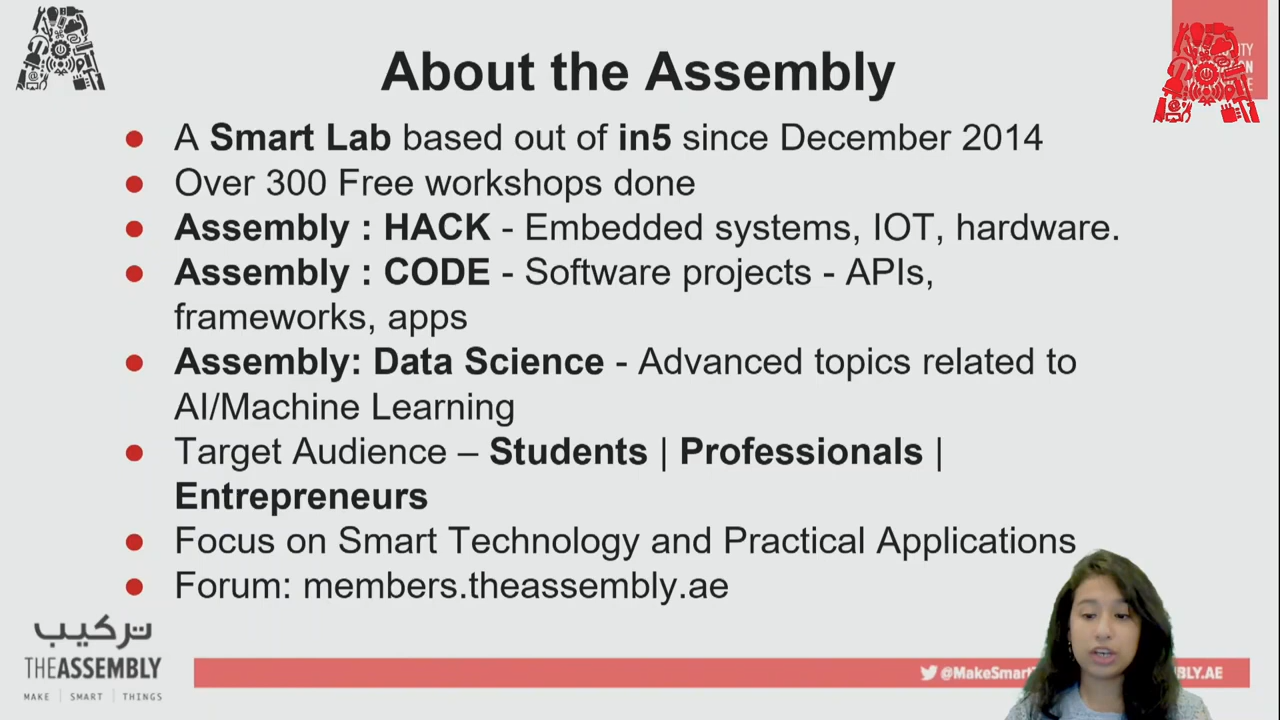 About the Assembly
A Smart Lab based out of in5 since December 2014
Over 300 Free workshops done
Assembly : HACK - Embedded systems, IOT, hardware.
Assembly : CODE - Software projects - APIs,
frameworks, apps
Assembly: Data Science - Advanced topics related to
AI/Machine Learning
Target Audience – Students | Professionals |
Entrepreneurs
Focus on Smart Technology and Practical Applications
Forum: members.theassembly.ae
تركيب
THEASSEMBLY
MAKE | SMART | THINGS
@MakeSmart
BLY.AE